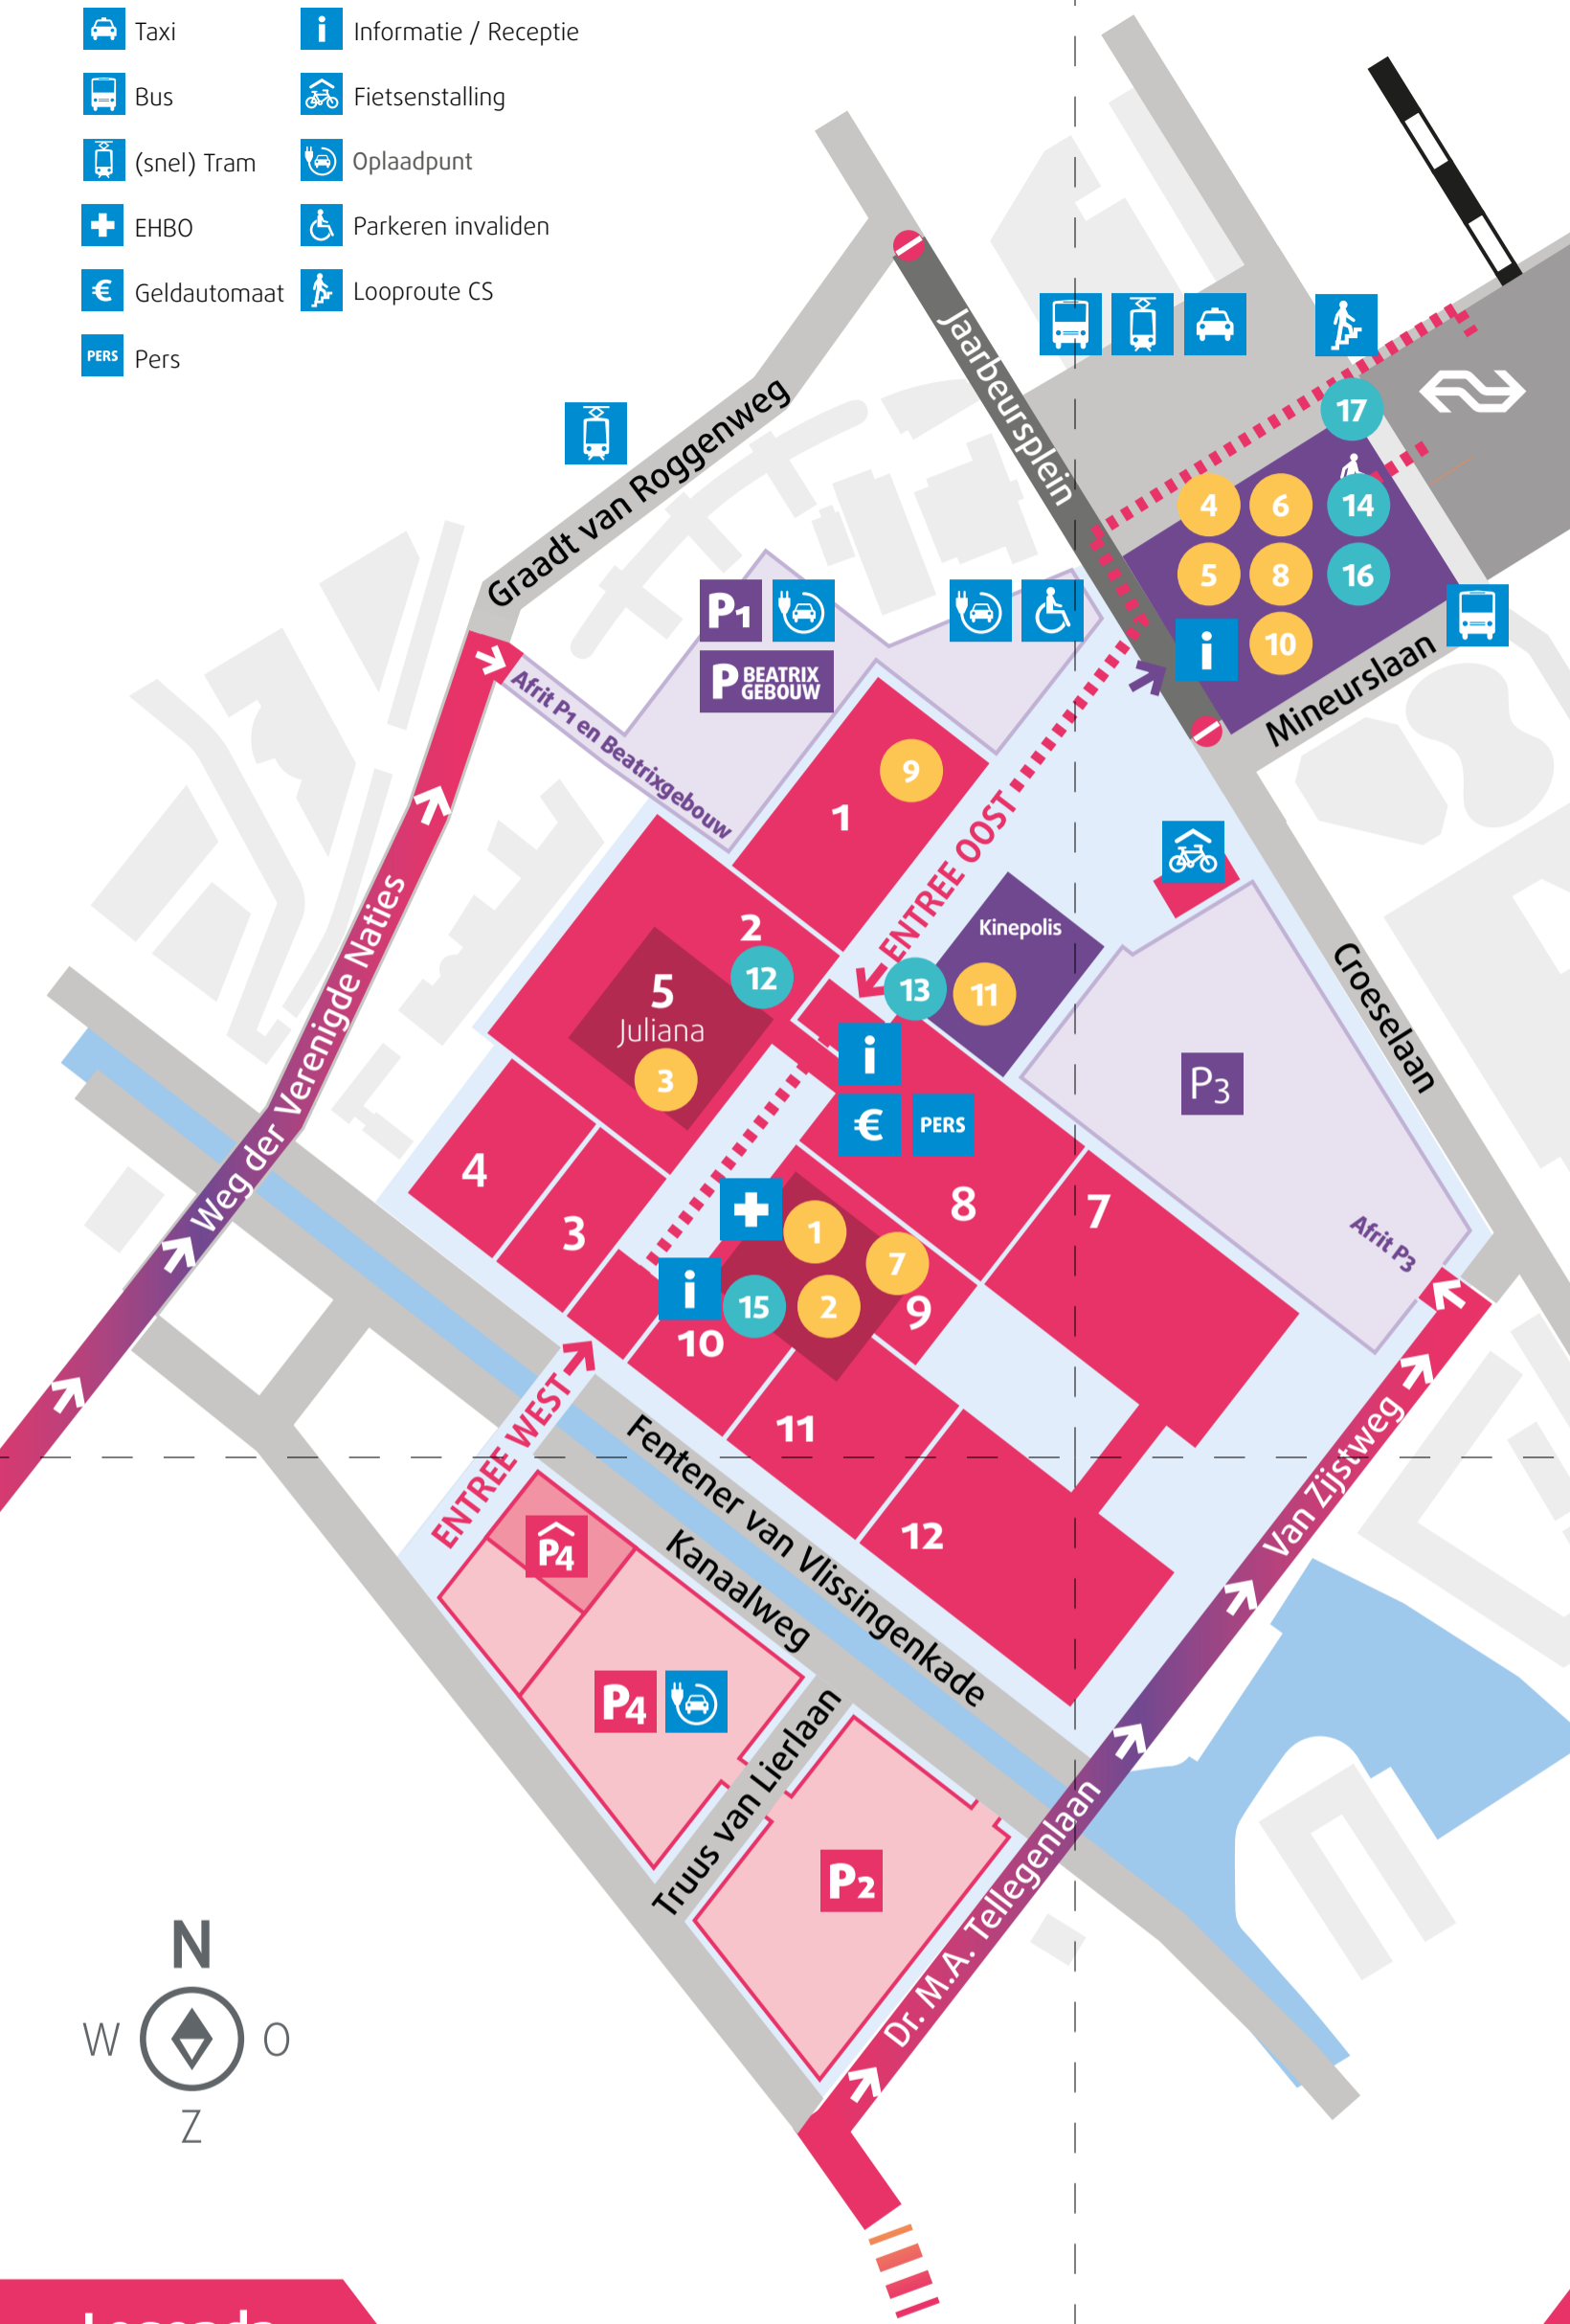 Taxi
Informatie / Receptie
Bus
Fietsenstalling
(snel) Tram
Oplaadpunt
EHBO
Parkeren invaliden
€ Geldautomaat
Looproute CS
PERS Pers
Graadt van Roggenweg
Jaarbeursplein
17
4
6
14
5
8
16
i
10
Mineurslaan
P1
P BEATRIX
GEBOUW
Afrit P1 en Beatrixgebouw
9
1
ENTREE OOST
Kinepolis
2
12
13
11
5
Juliana
3
i
€
PERS
P3
Croeselaan
Weg der Verenigde Naties
4
3
8
7
Afrit P3
1
7
i
15
2
9
10
11
12
ENTREE WEST
Fentener van Vlissingenkade
Kanaalweg
Van Zijstweg
P4
P4
Truus van Lierlaan
P2
Dr. M.A. Tellegenlaan
N
W
O
Z